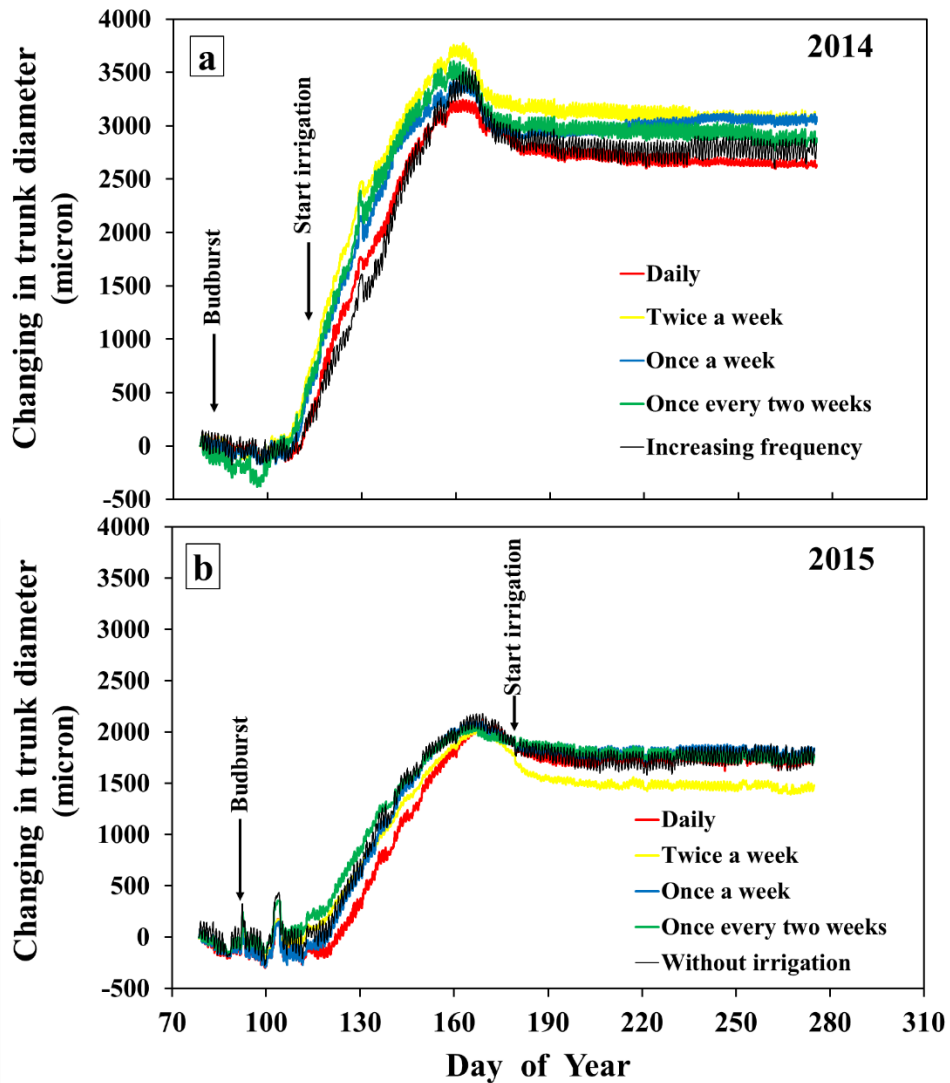 Changing in trunk diameter
(micron)
4000
3500
3000
2500
2000
1500
1000
500
0
-500
a
2014
Budburst
Start irrigation
Daily
Twice a week
Once a week
Once every two weeks
Increasing frequency
Changing in trunk diameter
(micron)
4000
3500
3000
2500
2000
1500
1000
500
0
-500
b
2015
Budburst
Start irrigation
Daily
Twice a week
Once a week
Once every two weeks
Without irrigation
70 100 130 160 190 220 250 280 310
Day of Year